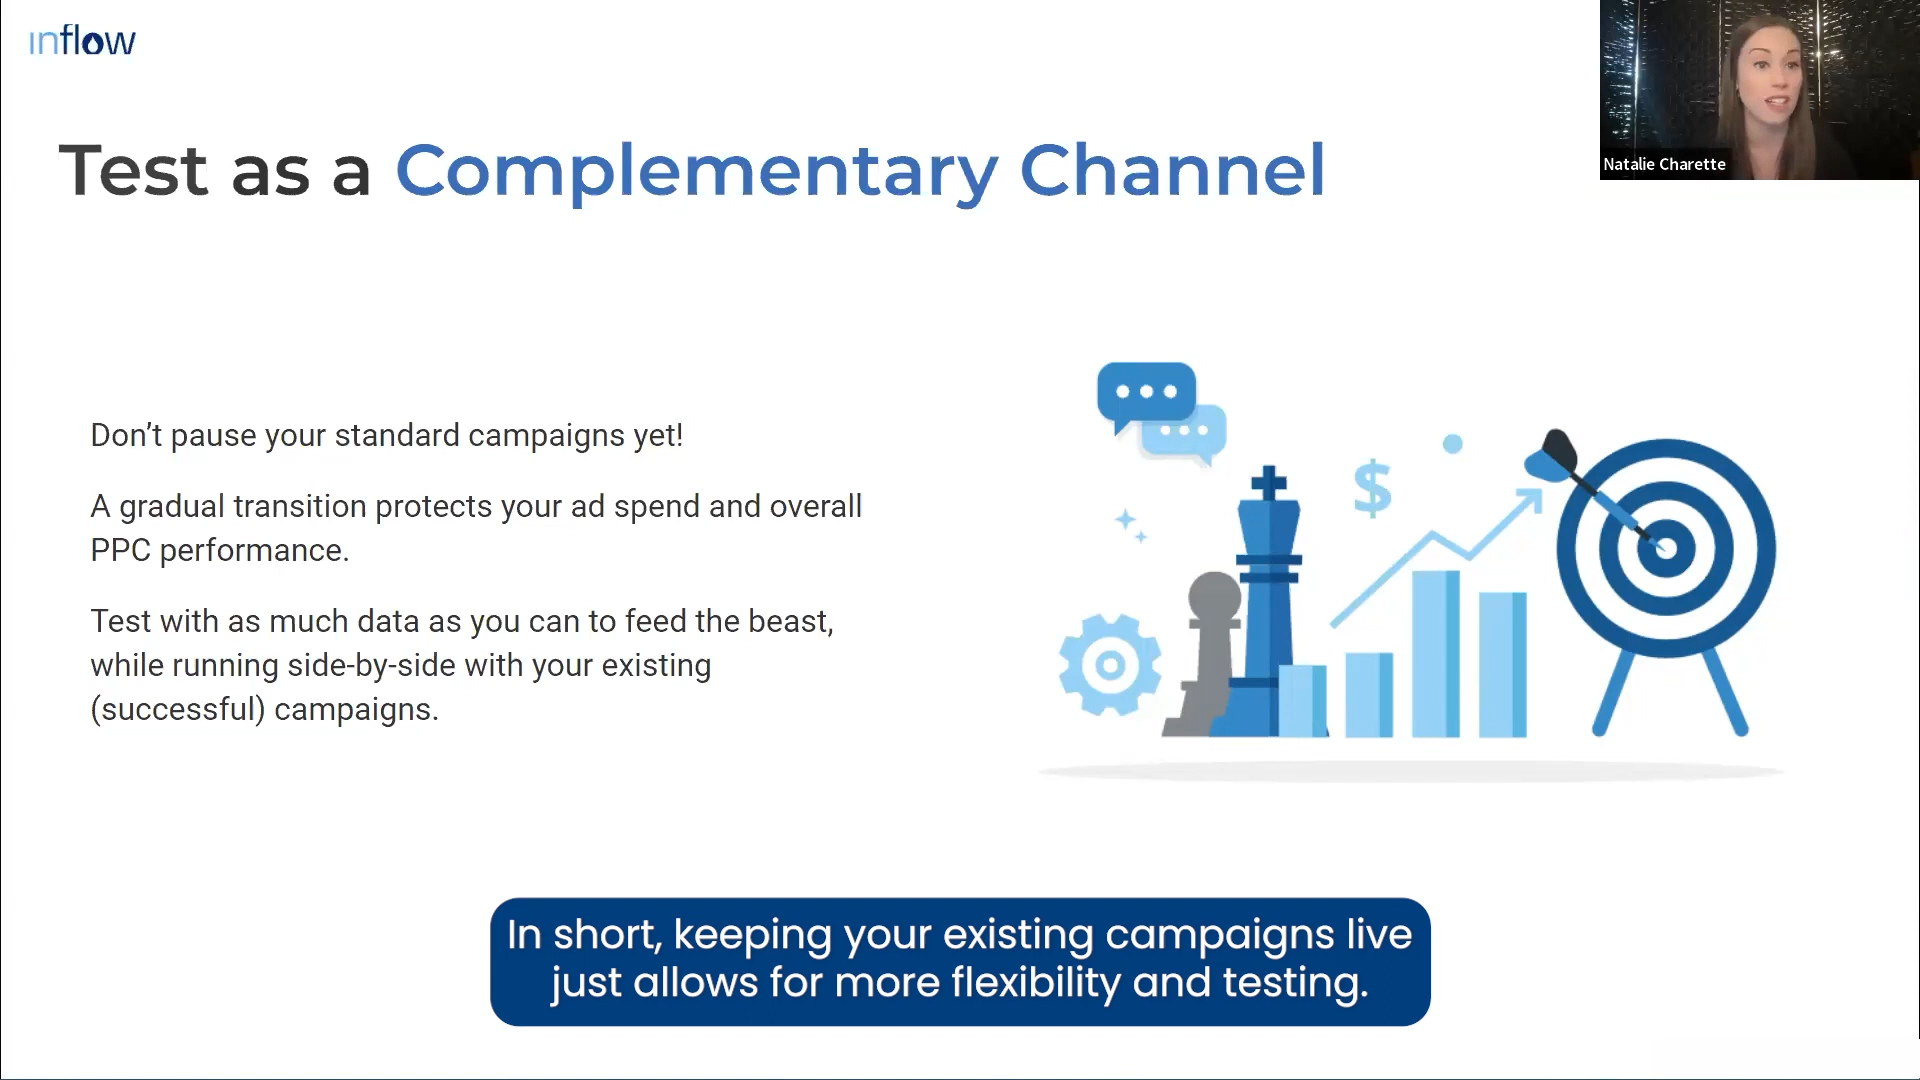 inflow
Natalie Charette
Test as a Complementary Channel
Don’t pause your standard campaigns yet!
A gradual transition protects your ad spend and overall
PPC performance.
Test with as much data as you can to feed the beast,
while running side-by-side with your existing
(successful) campaigns.
$
In short, keeping your existing campaigns live
just allows for more flexibility and testing.